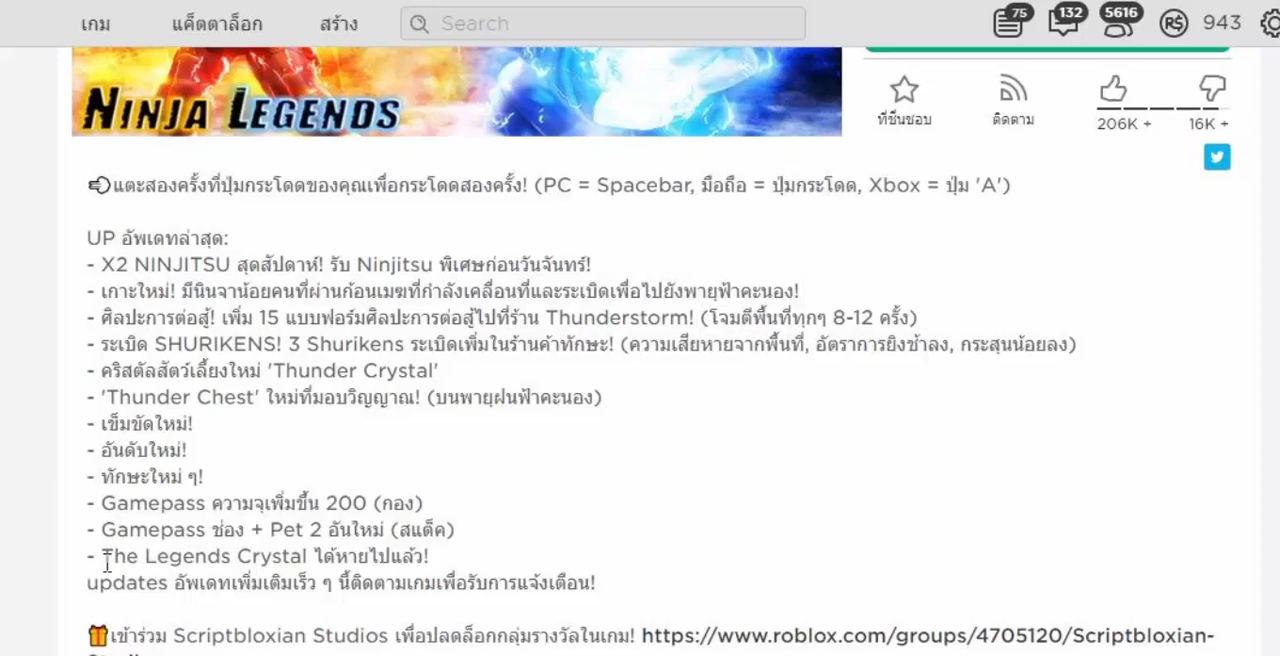 เกม แค็ตตาล็อก สร้าง Search 75 132 5616 943
NINJA LEGENDS
ที่ชื่นชอบ ติดตาม 206K + 16K +
แตะสองครั้งที่ปุ่มกระโดดของคุณเพื่อกระโดดสองครั้ง! (PC = Spacebar, มือถือ = ปุ่มกระโดด, Xbox = ปุ่ม 'A')
UP อัพเดทล่าสุด:
- X2 NINJITSU สุดสัปดาห์! รับ Ninjitsu พิเศษก่อนวันจันทร์!
- เกาะใหม่! มีนินจาน้อยคนที่ผ่านก้อนเมฆที่กำลังเคลื่อนที่และระเบิดเพื่อไปยังพายุฟ้าคะนอง!
- ศิลปะการต่อสู้! เพิ่ม 15 แบบฟอร์มศิลปะการต่อสู้ไปที่ร้าน Thunderstorm! (โจมตีพื้นที่ทุกๆ 8-12 ครั้ง)
- ระเบิด SHURIKENS! 3 Shurikens ระเบิดเพิ่มในร้านค้าทักษะ! (ความเสียหายจากพื้นที่, อัตราการยิงช้าลง, กระสุนน้อยลง)
- คริสตัลสัตว์เลี้ยงใหม่ 'Thunder Crystal'
- 'Thunder Chest' ใหม่ที่มอบวิญญาณ! (บนพายุฝนฟ้าคะนอง)
- เข็มขัดใหม่!
- อันดับใหม่!
- ทักษะใหม่ ๆ!
- Gamepass ความจุเพิ่มขึ้น 200 (กอง)
- Gamepass ช่อง + Pet 2 อันใหม่ (สแต็ค)
- The Legends Crystal ได้หายไปแล้ว!
updates อัพเดทเพิ่มเติมเร็ว ๆ นี้ติดตามเกมเพื่อรับการแจ้งเตือน!
เข้าร่วม Scriptbloxian Studios เพื่อปลดล็อกกลุ่มรางวัลในเกม! https://www.roblox.com/groups/4705120/Scriptbloxian-